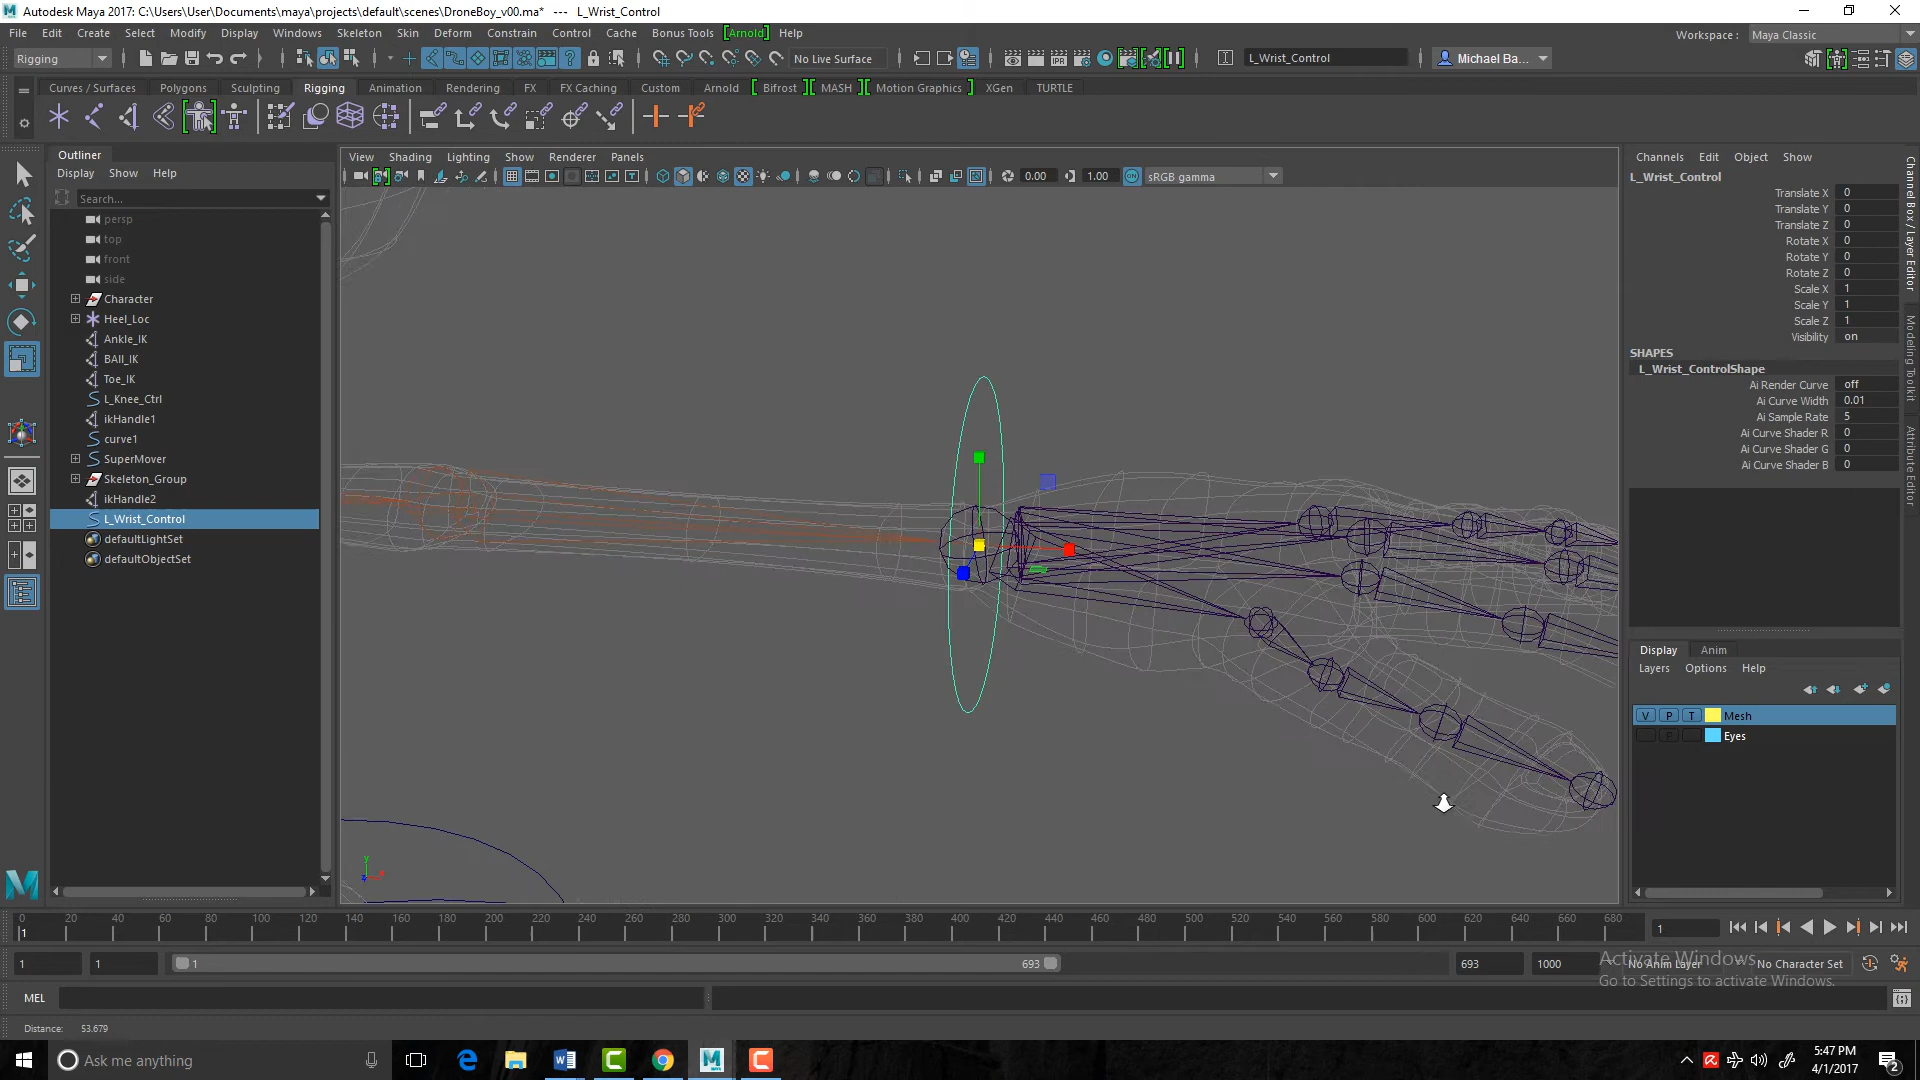 Autodesk Maya 2017: C:\Users\User\Documents\maya\projects\default\scenes\DroneBoy_v00.ma* --- L_Wrist_Control
File Edit Create Select Modify Display Windows Skeleton Skin Deform Constrain Control Cache Bonus Tools [Arnold] Help
Workspace : Maya Classic
Rigging
No Live Surface
L_Wrist_Control
Michael Ba...
Curves / Surfaces Polygons Sculpting Rigging Animation Rendering FX FX Caching Custom Arnold [ Bifrost ] [ MASH ] [ Motion Graphics ] XGen TURTLE
Outliner
Display Show Help
Search...
persp
top
front
side
Character
Heel_Loc
Ankle_IK
BAll_IK
Toe_IK
L_Knee_Ctrl
ikHandle1
curve1
SuperMover
Skeleton_Group
ikHandle2
L_Wrist_Control
defaultLightSet
defaultObjectSet
View Shading Lighting Show Renderer Panels
0.00
1.00
sRGB gamma
y
z
Channels Edit Object Show
L_Wrist_Control
Translate X 0
Translate Y 0
Translate Z 0
Rotate X 0
Rotate Y 0
Rotate Z 0
Scale X 1
Scale Y 1
Scale Z 1
Visibility on
SHAPES
L_Wrist_ControlShape
Ai Render Curve off
Ai Curve Width 0.01
Ai Sample Rate 5
Ai Curve Shader R 0
Ai Curve Shader G 0
Ai Curve Shader B 0
Channel Box / Layer Editor
Modeling Toolkit
Attribute Editor
Display Anim
Layers Options Help
V P T Mesh
P Eyes
0 20 40 60 80 100 120 140 160 180 200 220 240 260 280 300 320 340 360 380 400 420 440 460 480 500 520 540 560 580 600 620 640 660 680
1
1
1
1
1
693
693
1000
No Anim Layer
No Character Set
Activate Windows
Go to Settings to activate Windows.
MEL
Distance: 53.679
Ask me anything
5:47 PM
4/1/2017
2